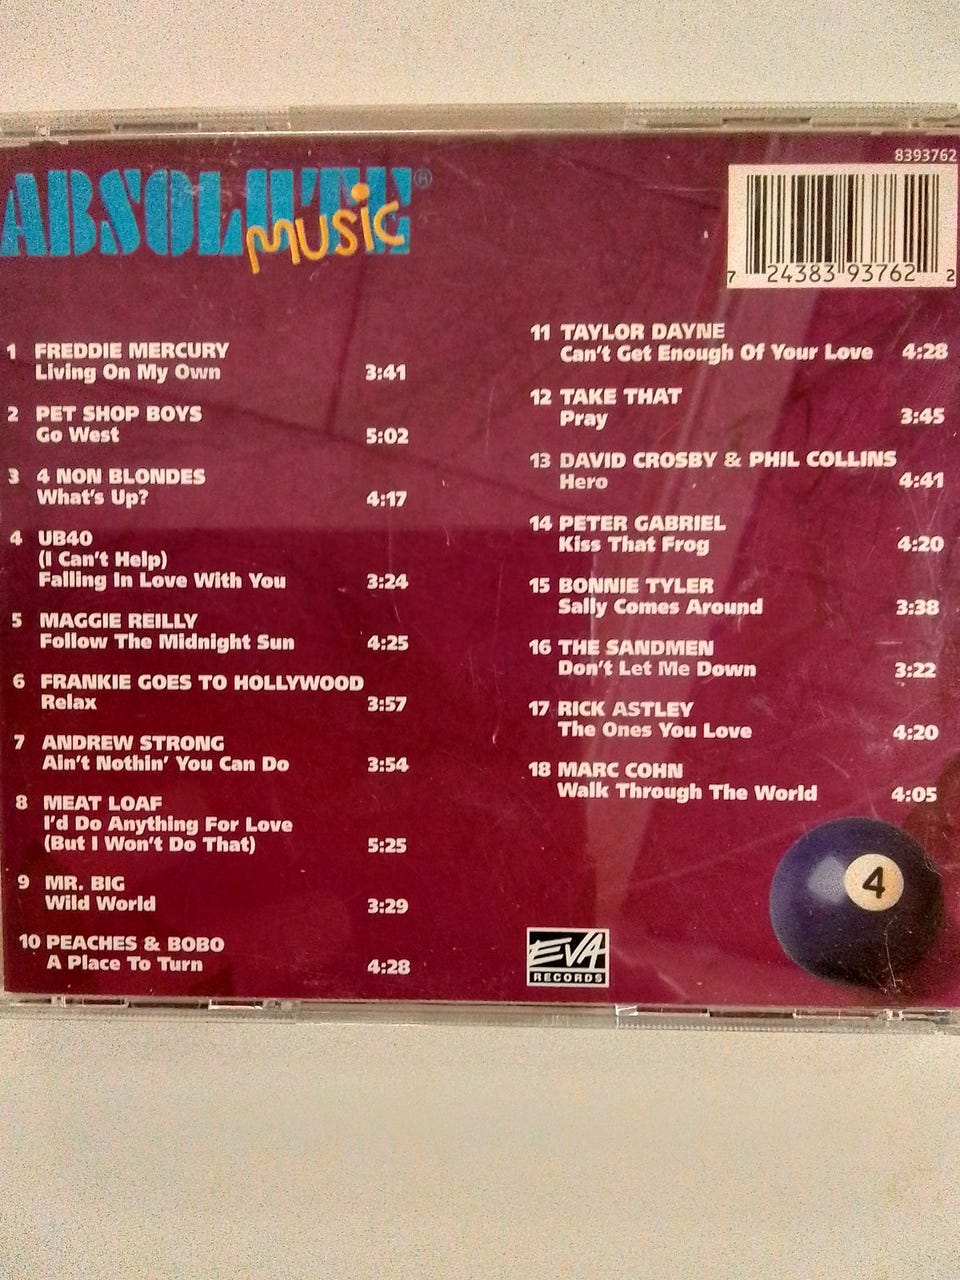 ABSOLUTE®
MUSIC
8393762
7 24383 93762 2
1 FREDDIE MERCURY
Living On My Own 3:41
2 PET SHOP BOYS
Go West 5:02
3 4 NON BLONDES
What's Up? 4:17
4 UB40
(I Can't Help)
Falling In Love With You 3:24
5 MAGGIE REILLY
Follow The Midnight Sun 4:25
6 FRANKIE GOES TO HOLLYWOOD
Relax 3:57
7 ANDREW STRONG
Ain't Nothin' You Can Do 3:54
8 MEAT LOAF
I'd Do Anything For Love
(But I Won't Do That) 5:25
9 MR. BIG
Wild World 3:29
10 PEACHES & BOBO
A Place To Turn 4:28
11 TAYLOR DAYNE
Can't Get Enough Of Your Love 4:28
12 TAKE THAT
Pray 3:45
13 DAVID CROSBY & PHIL COLLINS
Hero 4:41
14 PETER GABRIEL
Kiss That Frog 4:20
15 BONNIE TYLER
Sally Comes Around 3:38
16 THE SANDMEN
Don't Let Me Down 3:22
17 RICK ASTLEY
The Ones You Love 4:20
18 MARC COHN
Walk Through The World 4:05
4
EVA
RECORDS